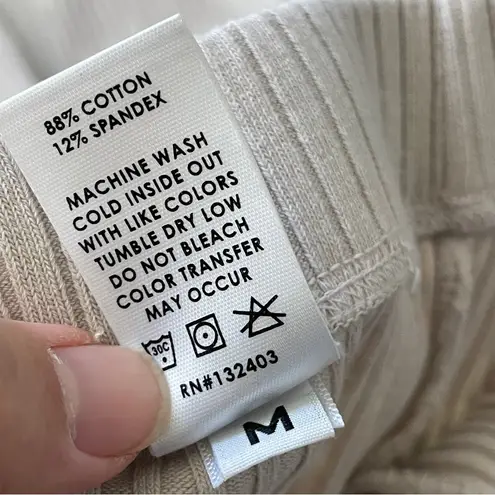 88% COTTON
12% SPANDEX
MACHINE WASH
COLD INSIDE OUT
WITH LIKE COLORS
TUMBLE DRY LOW
DO NOT BLEACH
COLOR TRANSFER
MAY OCCUR
30C
RN#132403
M